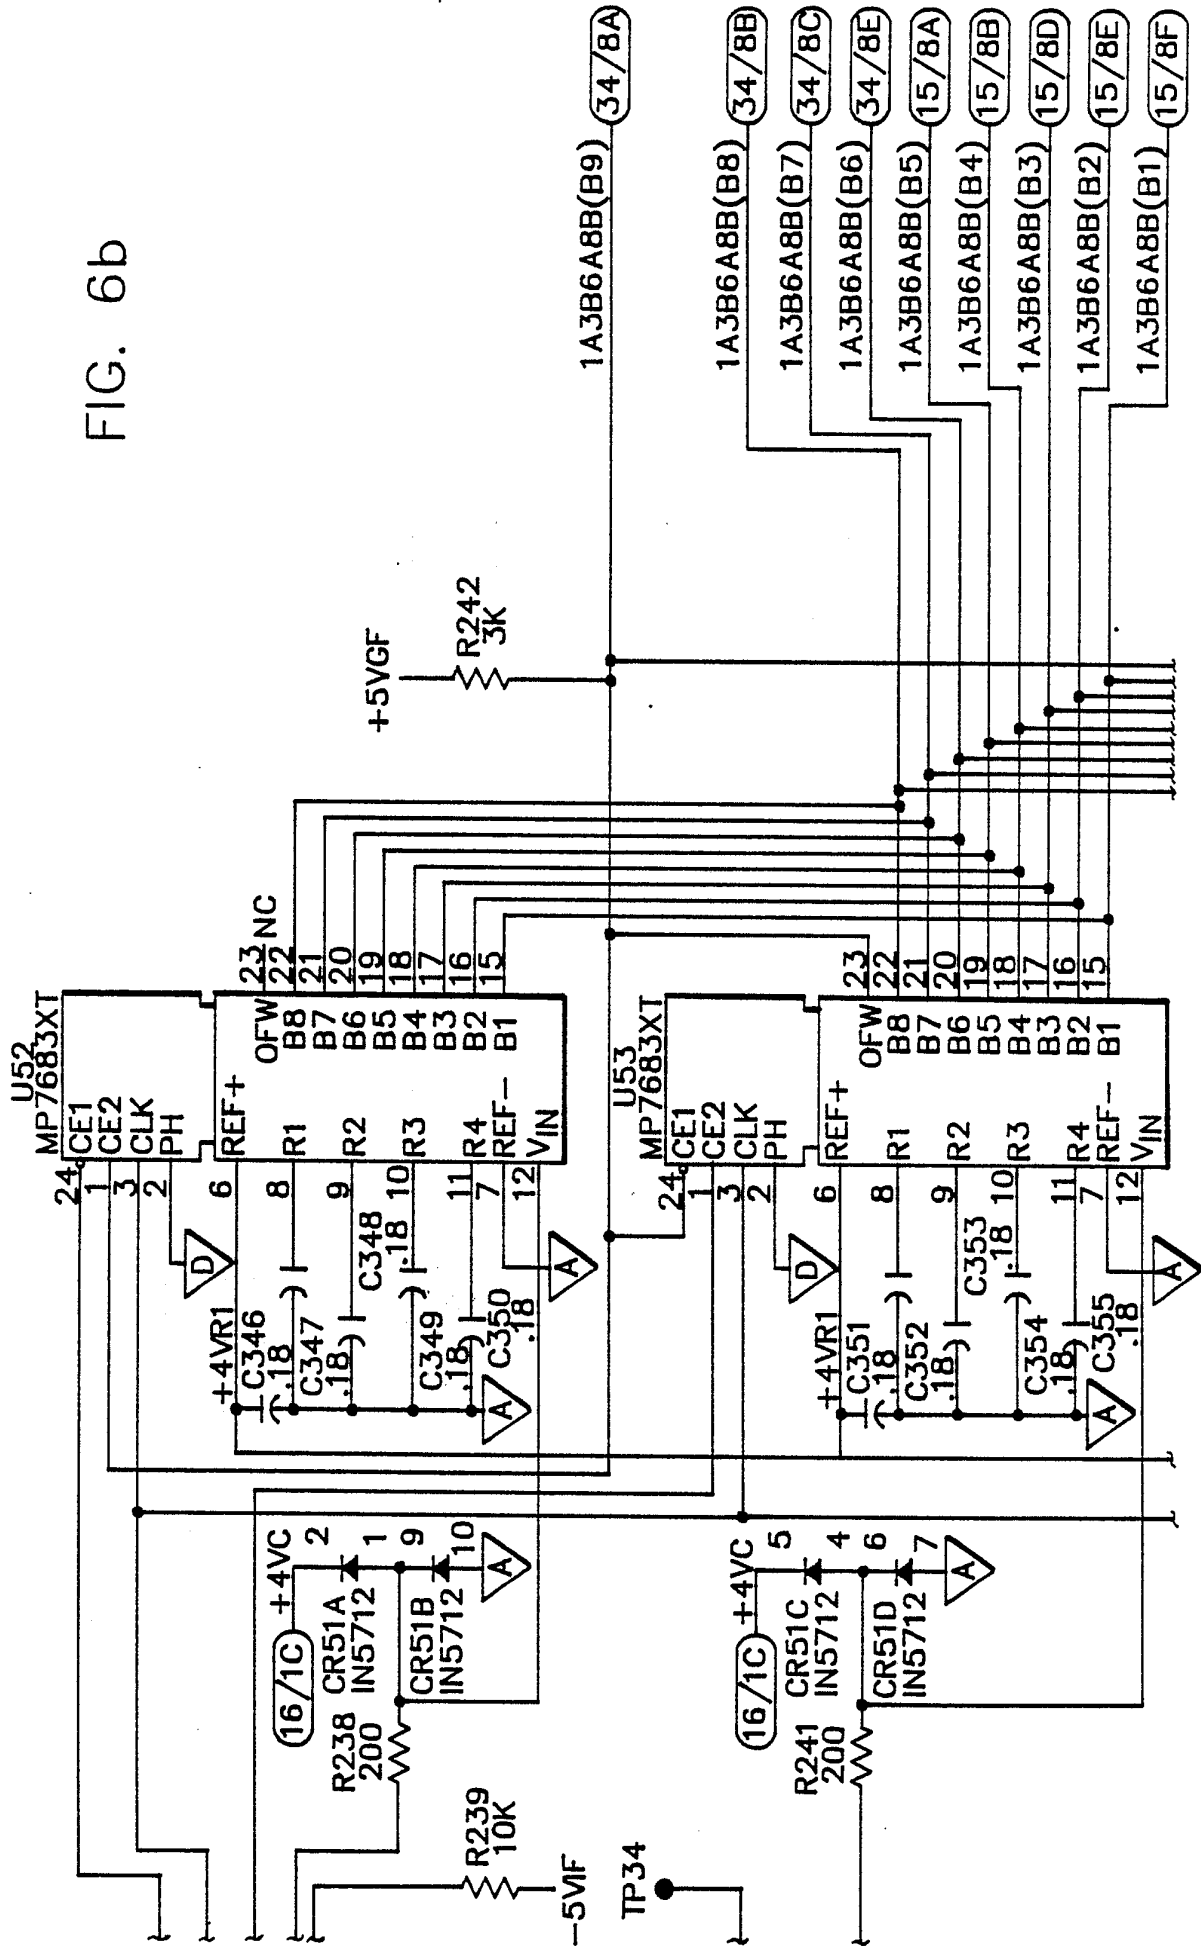 FIG. 6b
U52
MP7683XT
24
CE1
1
CE2
3
CLK
2
PH
D
+4VR1
6
REF+
8
R1
9
R2
10
R3
11
R4
7
REF-
12
VIN
OFW
23
NC
B8
22
B7
21
B6
20
B5
19
B4
18
B3
17
B2
16
B1
15
C346
.18
C347
.18
C348
.18
C349
.18
C350
.18
A
A
+5VGF
R242
3K
16/1C
+4VC
2
CR51A
IN5712
1
9
CR51B
IN5712
10
A
R238
200
R239
10K
-5VIF
TP34
U53
MP7683XT
24
CE1
1
CE2
3
CLK
2
PH
D
+4VR1
6
REF+
8
R1
9
R2
10
R3
11
R4
7
REF-
12
VIN
OFW
23
B8
22
B7
21
B6
20
B5
19
B4
18
B3
17
B2
16
B1
15
C351
.18
C352
.18
C353
.18
C354
.18
C355
.18
A
A
16/1C
+4VC
5
CR51C
IN5712
4
6
CR51D
IN5712
7
A
R241
200
1A3B6A8B(B9) 34/8A
1A3B6A8B(B8) 34/8B
1A3B6A8B(B7) 34/8C
1A3B6A8B(B6) 34/8E
1A3B6A8B(B5) 15/8A
1A3B6A8B(B4) 15/8B
1A3B6A8B(B3) 15/8D
1A3B6A8B(B2) 15/8E
1A3B6A8B(B1) 15/8F